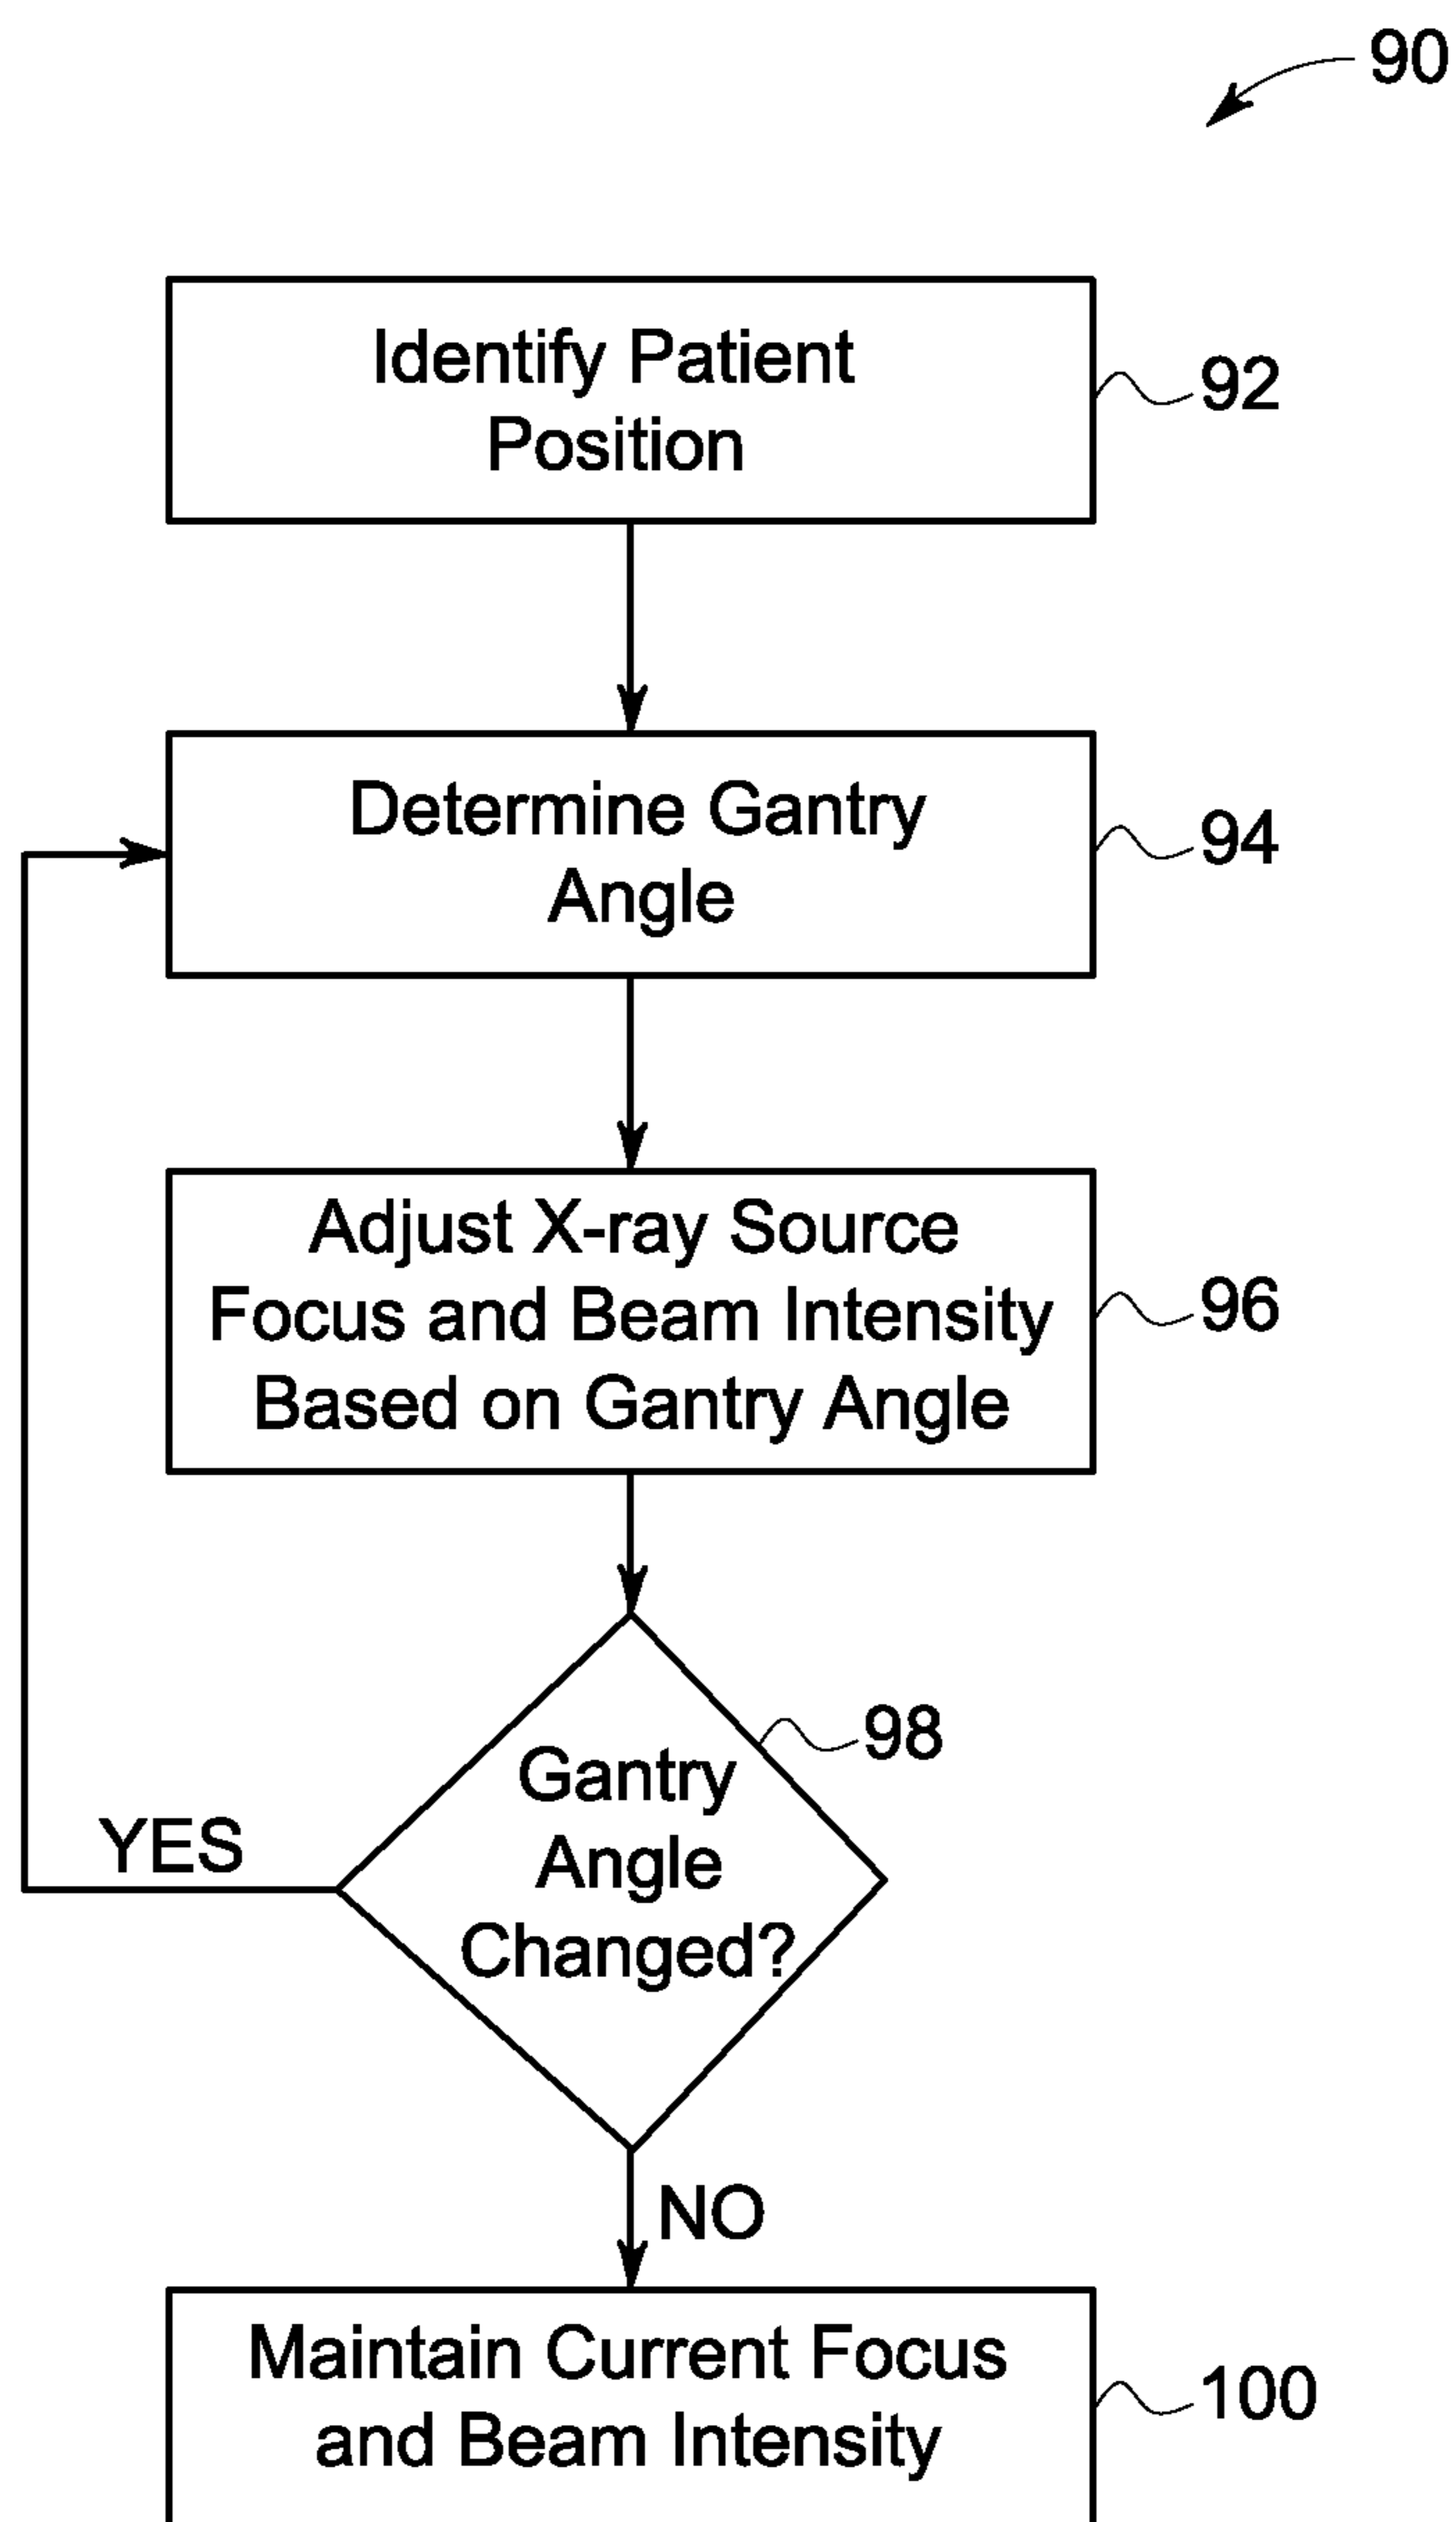 90
Identify Patient
Position
92
Determine Gantry
Angle
94
Adjust X-ray Source
Focus and Beam Intensity
Based on Gantry Angle
96
Gantry
Angle
Changed?
98
YES
NO
Maintain Current Focus
and Beam Intensity
100